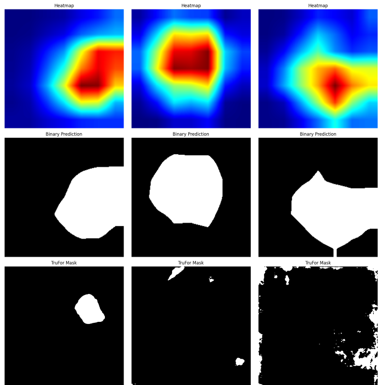 Heatmap Heatmap Heatmap
Binary Prediction Binary Prediction Binary Prediction
TruFor Mask TruFor Mask TruFor Mask